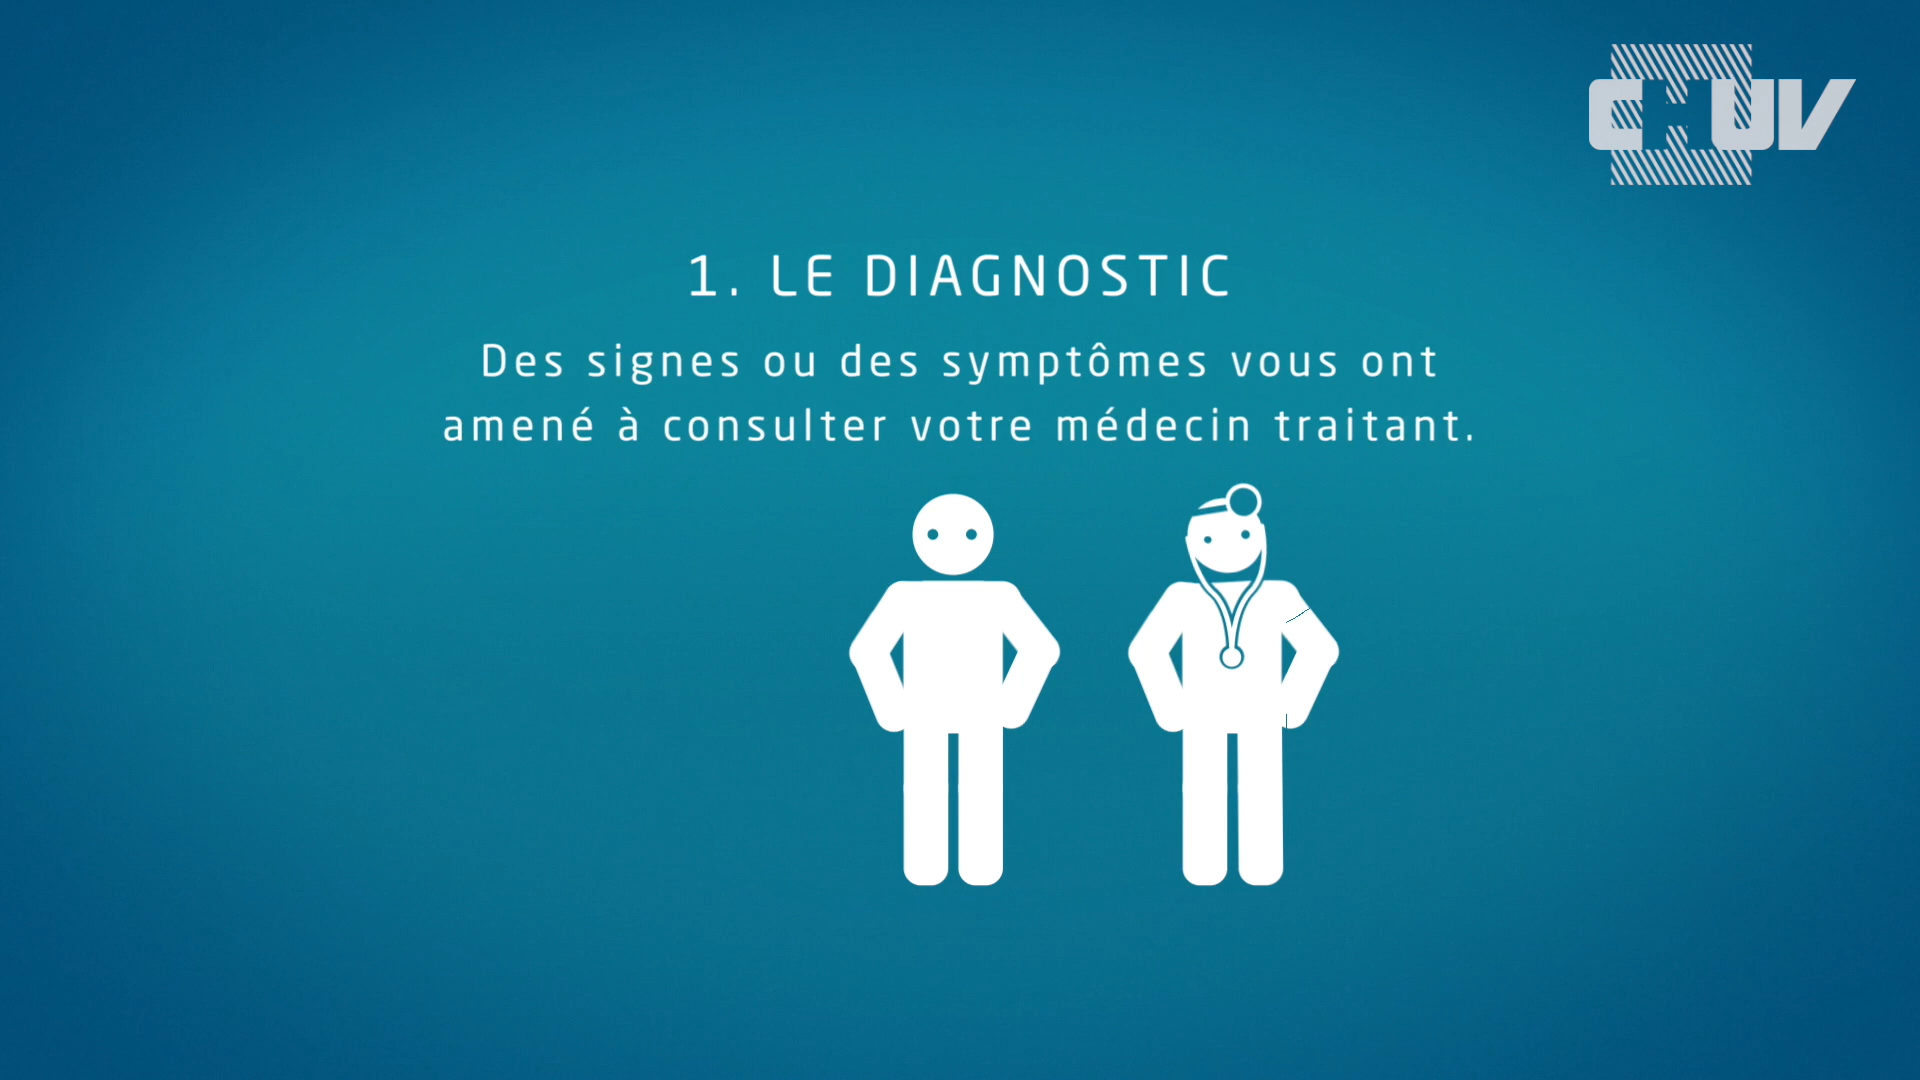 CHUV
1. LE DIAGNOSTIC
Des signes ou des symptômes vous ont
amené à consulter votre médecin traitant.